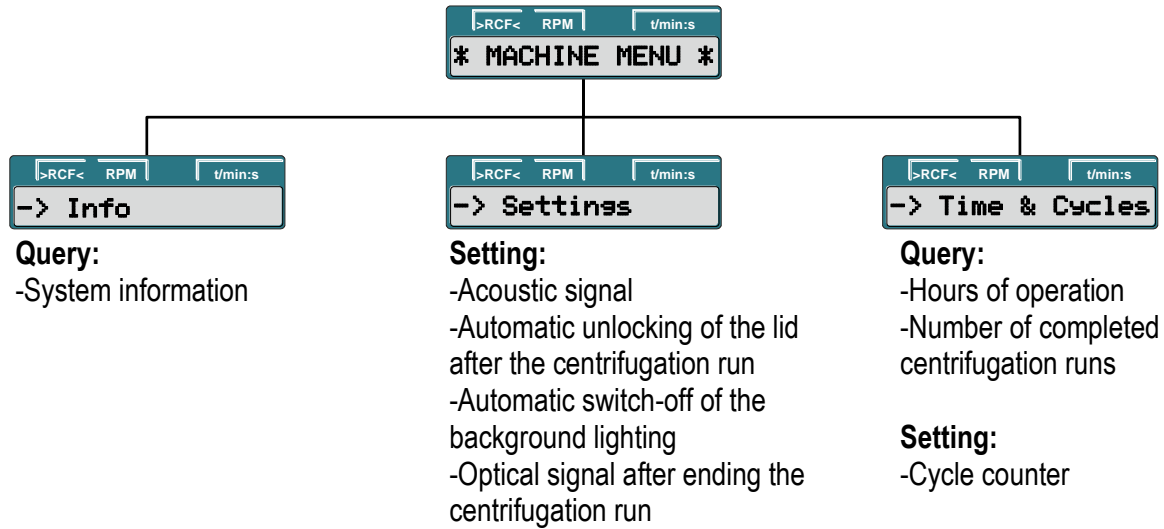 >RCF< RPM t/min:s
* MACHINE MENU *
>RCF< RPM t/min:s
-> Info
Query:
-System information
>RCF< RPM t/min:s
-> Settings
Setting:
-Acoustic signal
-Automatic unlocking of the lid
after the centrifugation run
-Automatic switch-off of the
background lighting
-Optical signal after ending the
centrifugation run
>RCF< RPM t/min:s
-> Time & Cycles
Query:
-Hours of operation
-Number of completed
centrifugation runs
Setting:
-Cycle counter